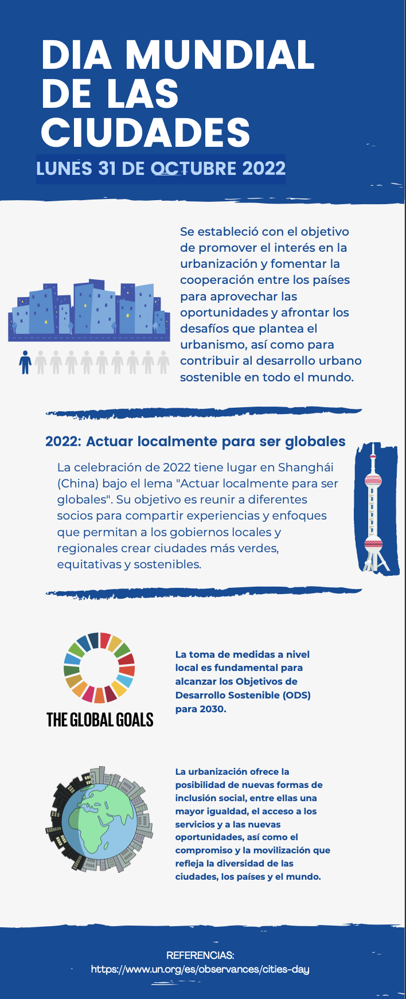 DIA MUNDIAL
DE LAS
CIUDADES
LUNES 31 DE OCTUBRE 2022
Se estableció con el objetivo
de promover el interés en la
urbanización y fomentar la
cooperación entre los países
para aprovechar las
oportunidades y afrontar los
desafíos que plantea el
urbanismo, así como para
contribuir al desarrollo urbano
sostenible en todo el mundo.
2022: Actuar localmente para ser globales
La celebración de 2022 tiene lugar en Shanghái
(China) bajo el lema "Actuar localmente para ser
globales". Su objetivo es reunir a diferentes
socios para compartir experiencias y enfoques
que permitan a los gobiernos locales y
regionales crear ciudades más verdes,
equitativas y sostenibles.
THE GLOBAL GOALS
La toma de medidas a nivel
local es fundamental para
alcanzar los Objetivos de
Desarrollo Sostenible (ODS)
para 2030.
La urbanización ofrece la
posibilidad de nuevas formas de
inclusión social, entre ellas una
mayor igualdad, el acceso a los
servicios y a las nuevas
oportunidades, así como el
compromiso y la movilización que
refleja la diversidad de las
ciudades, los países y el mundo.
REFERENCIAS:
https://www.un.org/es/observances/cities-day